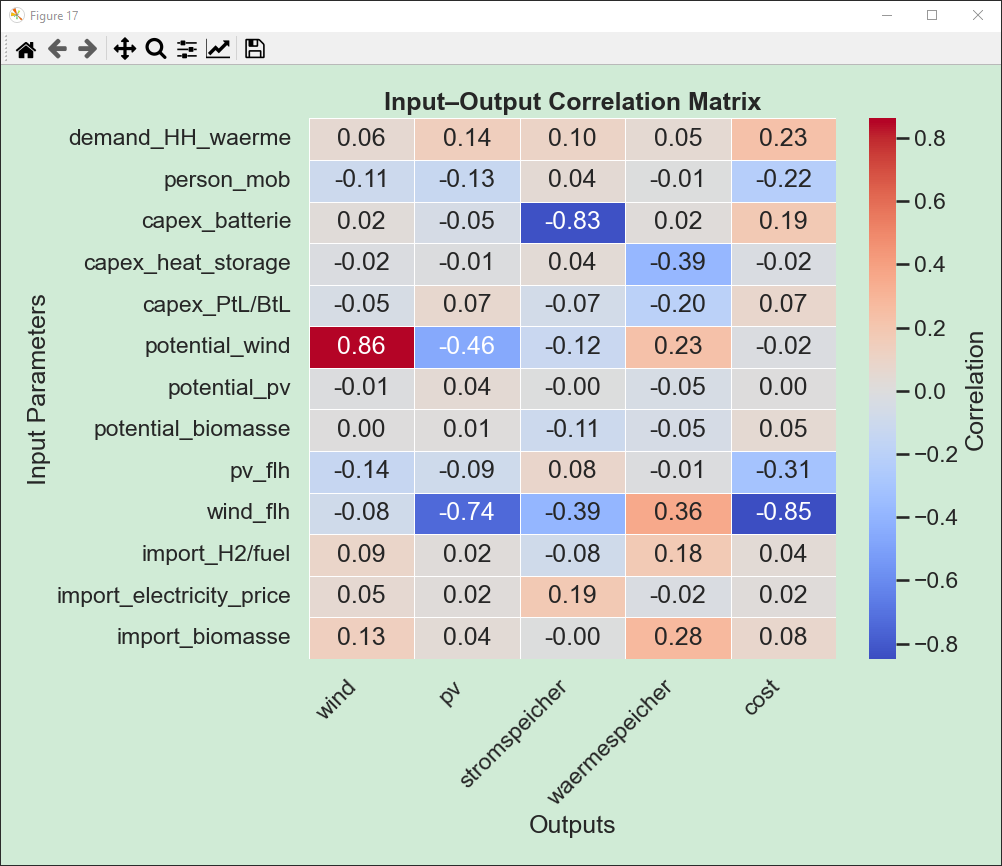 Figure 17
Input–Output Correlation Matrix
demand_HH_waerme 0.06 0.14 0.10 0.05 0.23
person_mob -0.11 -0.13 0.04 -0.01 -0.22
capex_batterie 0.02 -0.05 -0.83 0.02 0.19
capex_heat_storage -0.02 -0.01 0.04 -0.39 -0.02
capex_PtL/BtL -0.05 0.07 -0.07 -0.20 0.07
potential_wind 0.86 -0.46 -0.12 0.23 -0.02
potential_pv -0.01 0.04 -0.00 -0.05 0.00
potential_biomasse 0.00 0.01 -0.11 -0.05 0.05
pv_flh -0.14 -0.09 0.08 -0.01 -0.31
wind_flh -0.08 -0.74 -0.39 0.36 -0.85
import_H2/fuel 0.09 0.02 -0.08 0.18 0.04
import_electricity_price 0.05 0.02 0.19 -0.02 0.02
import_biomasse 0.13 0.04 -0.00 0.28 0.08
Input Parameters
wind pv stromspeicher waermespeicher cost
Outputs
0.8
0.6
0.4
0.2
0.0
−0.2
−0.4
−0.6
−0.8
Correlation